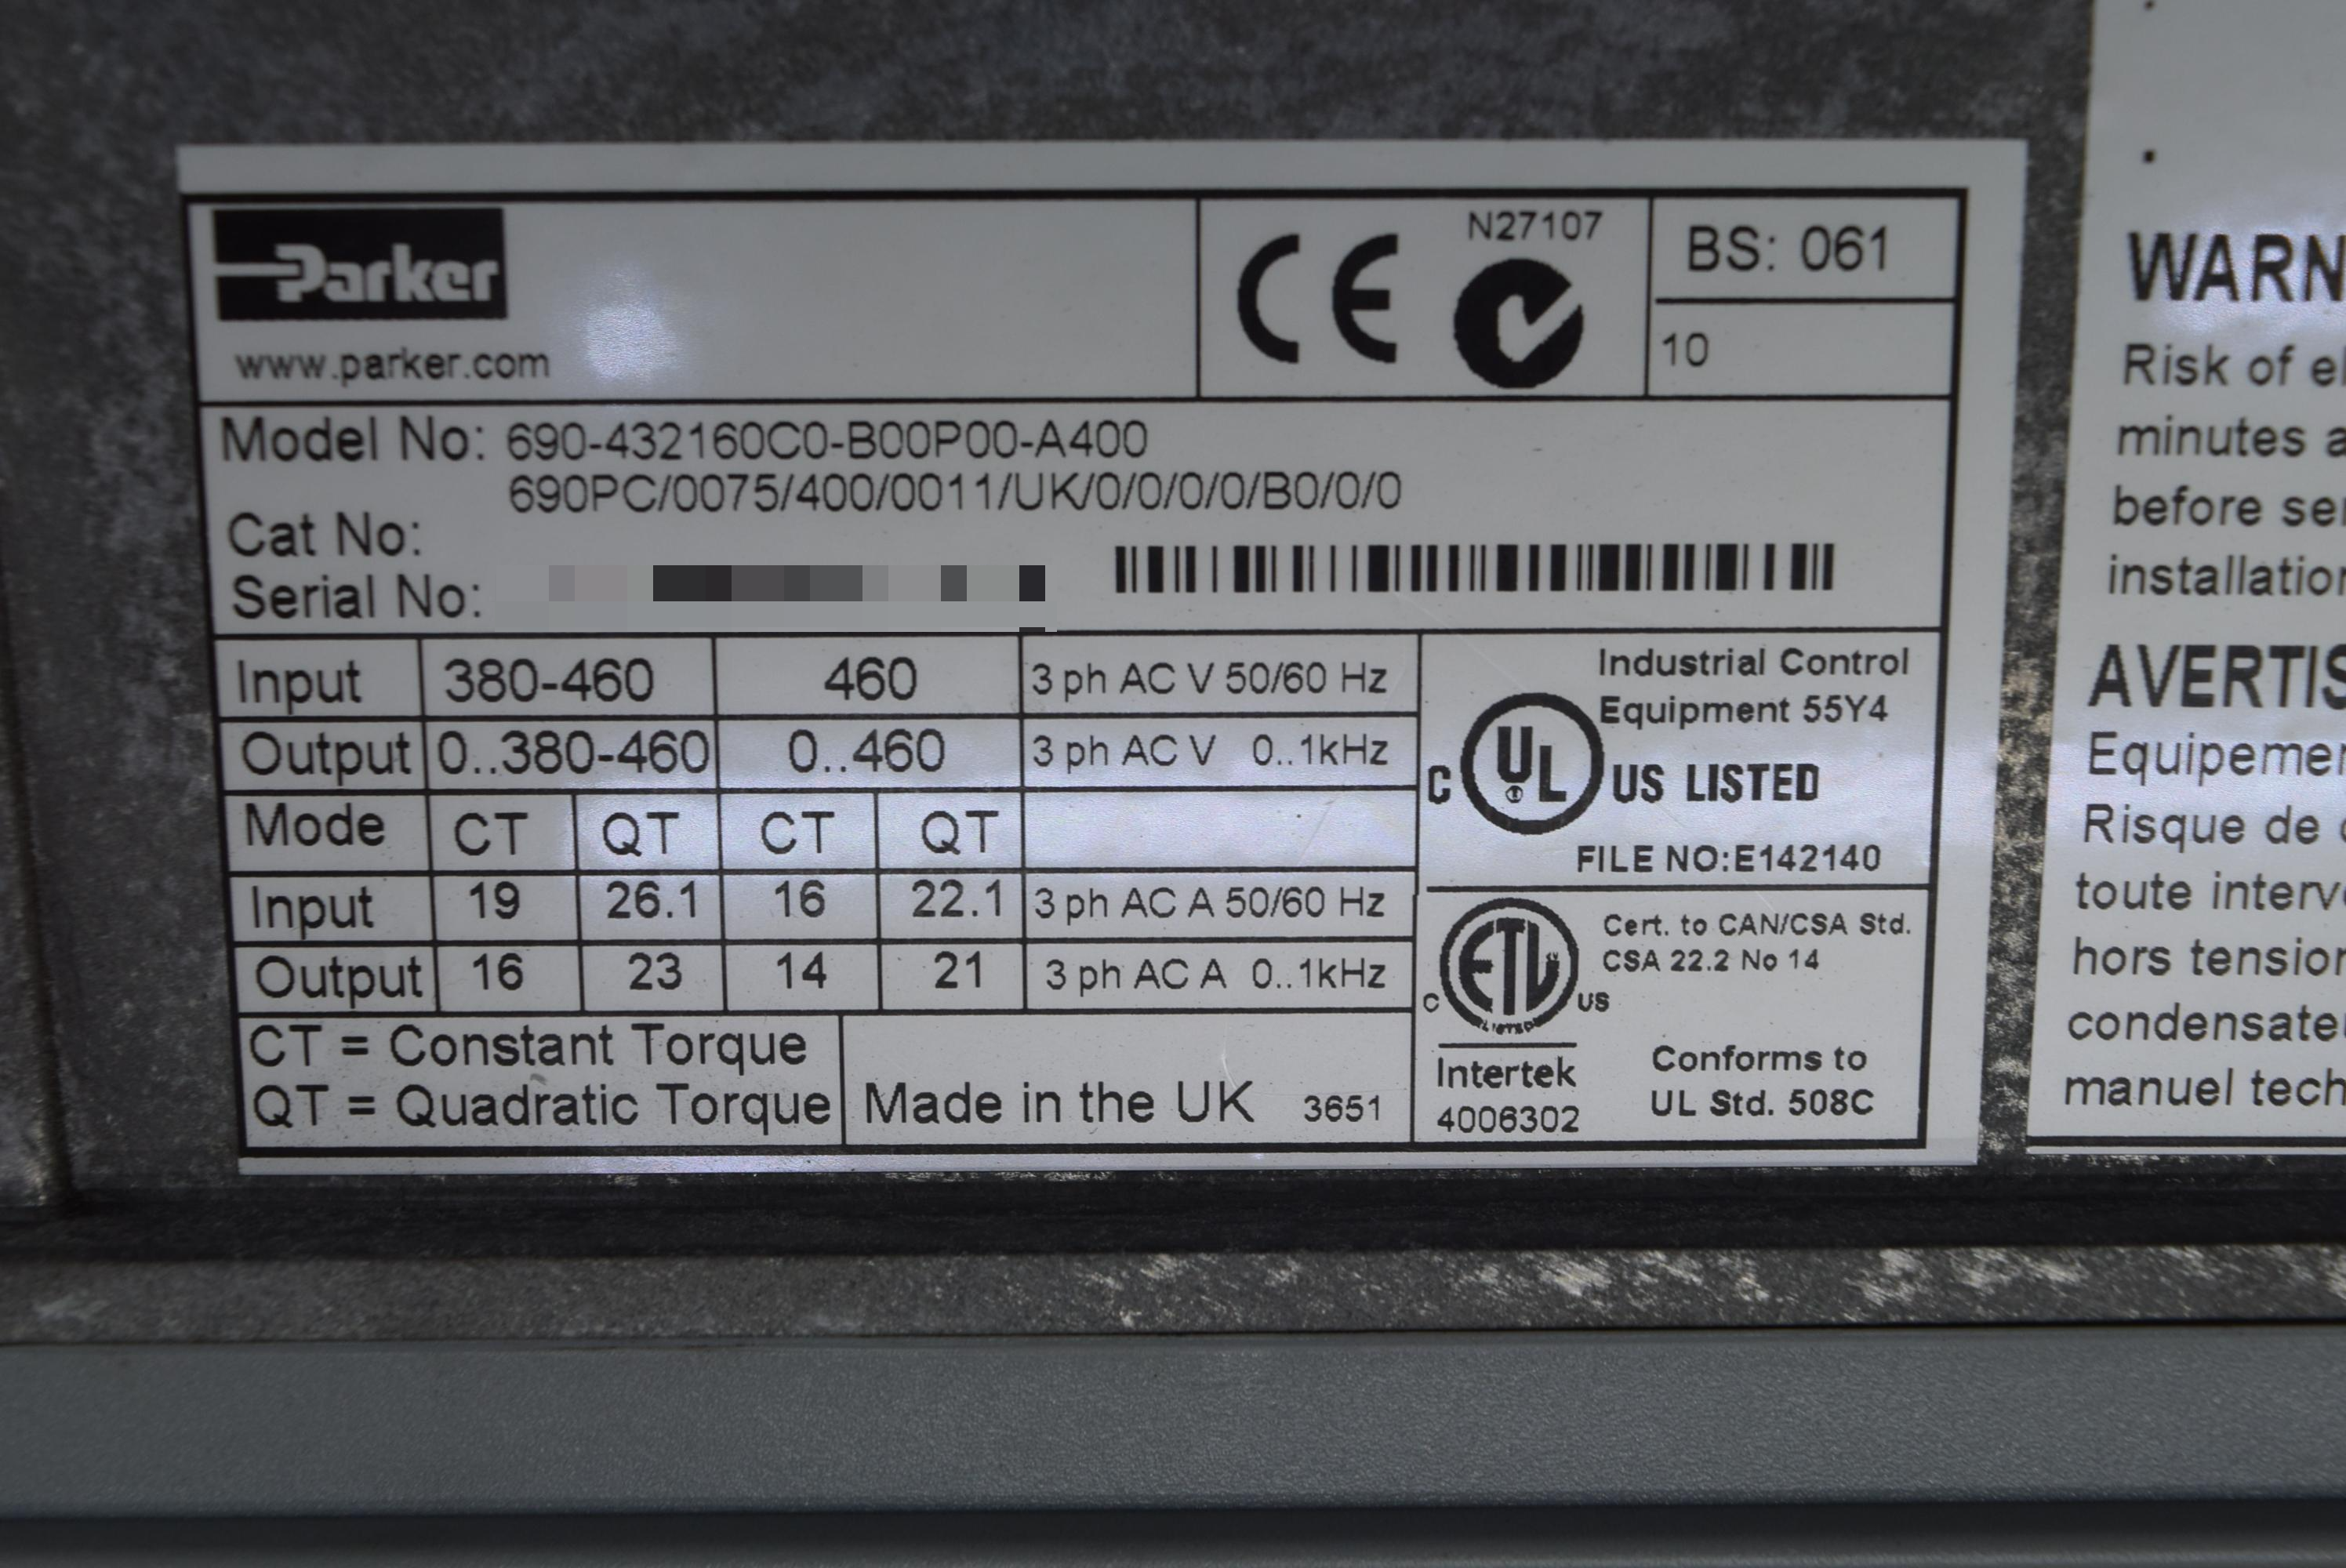 Parker
www.parker.com
N27107
BS: 061
10
Model No: 690-432160C0-B00P00-A400
690PC/0075/400/0011/UK/0/0/0/0/B0/0/0
Cat No:
Serial No:
Input 380-460 460 3 ph AC V 50/60 Hz
Output 0..380-460 0..460 3 ph AC V 0..1kHz
Mode CT QT CT QT
Input 19 26.1 16 22.1 3 ph AC A 50/60 Hz
Output 16 23 14 21 3 ph AC A 0..1kHz
CT = Constant Torque
QT = Quadratic Torque
Made in the UK 3651
Industrial Control
Equipment 55Y4
C UL US LISTED
FILE NO:E142140
Cert. to CAN/CSA Std.
CSA 22.2 No 14
C ETL US
LISTED
Intertek
4006302
Conforms to
UL Std. 508C
WARN
Risk of el
minutes a
before se
installatio
AVERTIS
Equipeme
Risque de
toute interv
hors tension
condensate
manuel tech